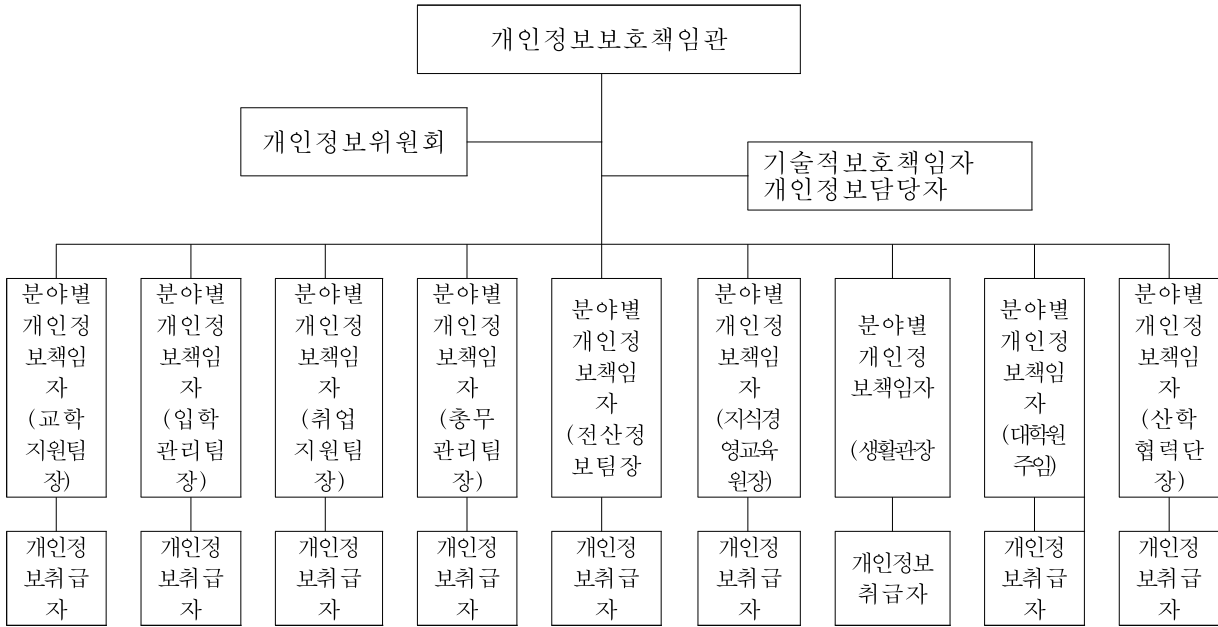 개인정보보호책임관
개인정보위원회
기술적보호책임자
개인정보담당자
분야별
개인정
보책임
자
(교학
지원팀
장)
분야별
개인정
보책임
자
(입학
관리팀
장)
분야별
개인정
보책임
자
(취업
지원팀
장)
분야별
개인정
보책임
자
(총무
관리팀
장)
분야별
개인정
보책임
자
(전산정
보팀장
분야별
개인정
보책임
자
(지식경
영교육
원장)
분야별
개인정
보책임자
(생활관장
분야별
개인정
보책임
자
(대학원
주임)
분야별
개인정
보책임
자
(산학
협력단
장)
개인정
보취급
자
개인정
보취급
자
개인정
보취급
자
개인정
보취급
자
개인정
보취급
자
개인정
보취급
자
개인정보
취급자
개인정
보취급
자
개인정
보취급
자